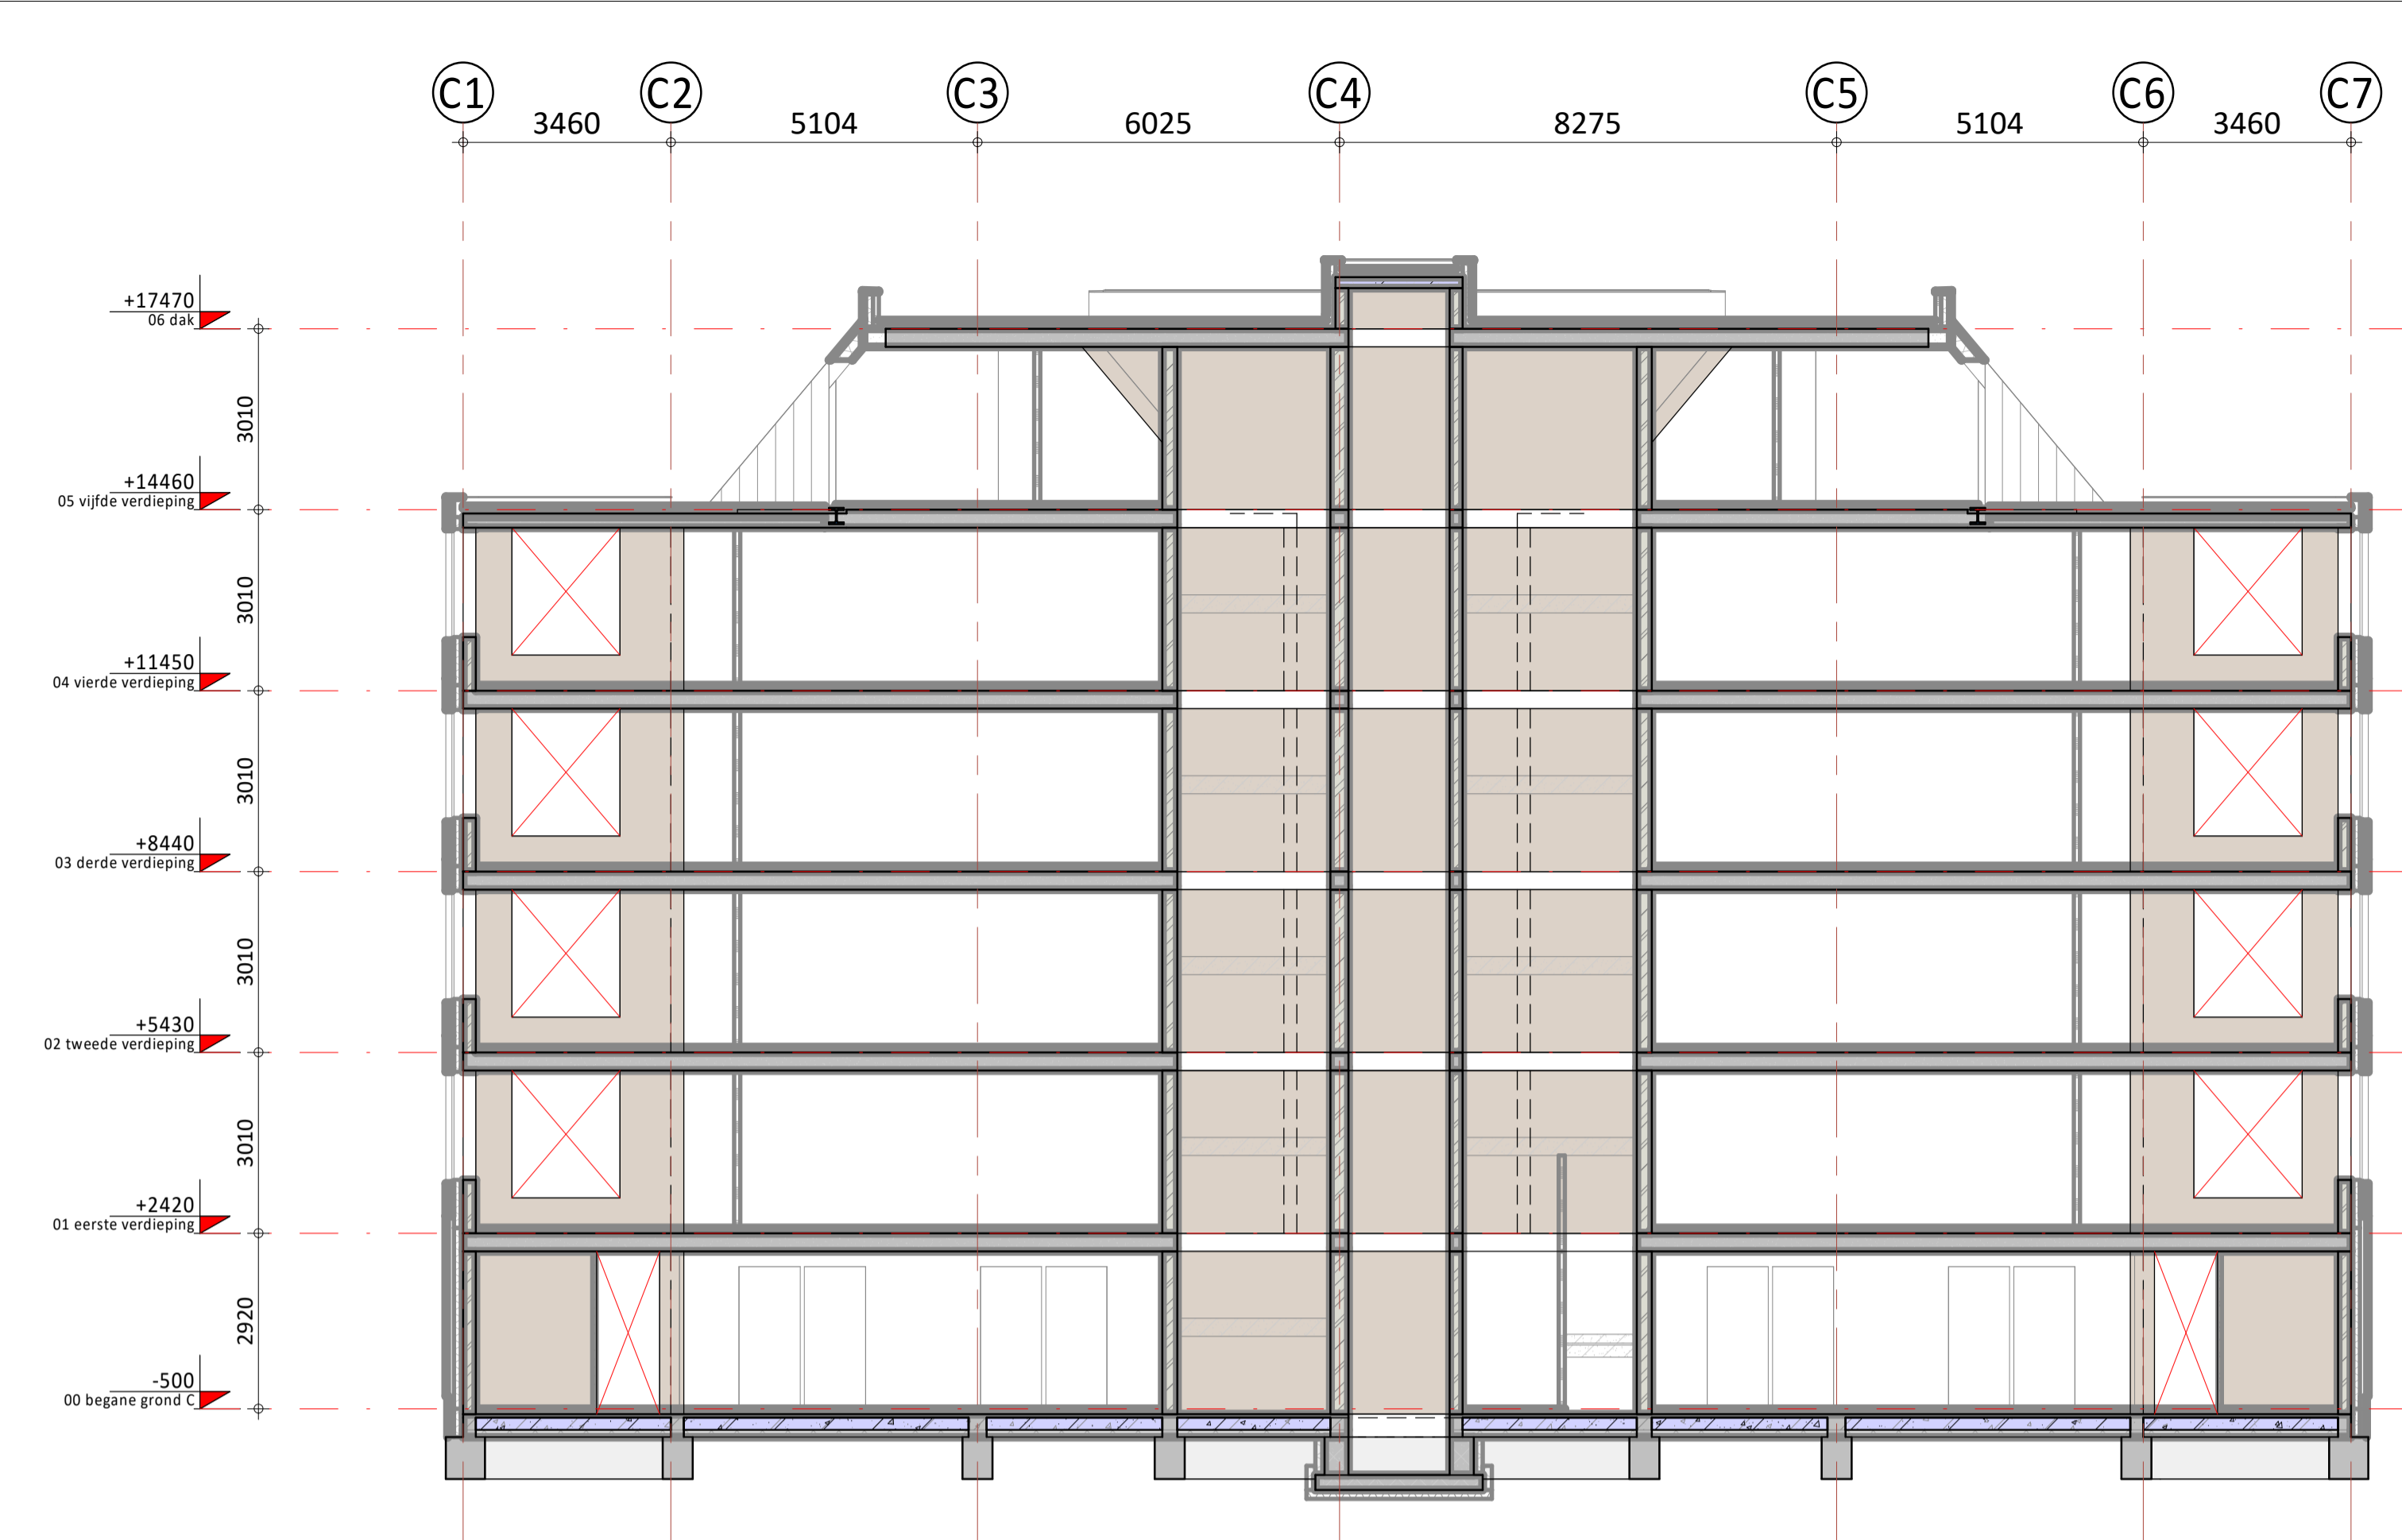 C1 C2 C3 C4 C5 C6 C7
3460 5104 6025 8275 5104 3460
+17470
06 dak
3010
+14460
05 vijfde verdieping
3010
+11450
04 vierde verdieping
3010
+8440
03 derde verdieping
3010
+5430
02 tweede verdieping
3010
+2420
01 eerste verdieping
2920
-500
00 begane grond C